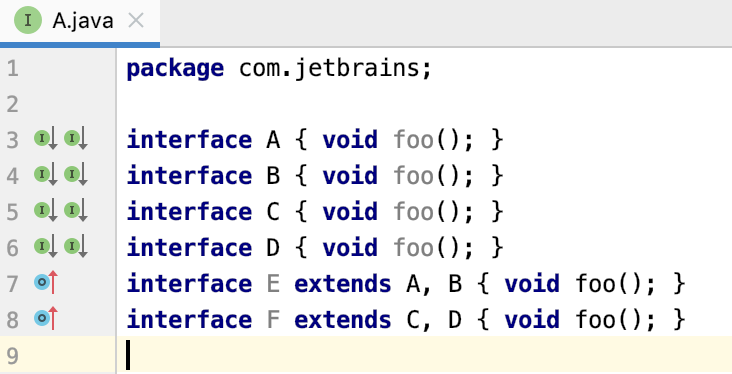 A.java
1 package com.jetbrains;
2
3 interface A { void foo(); }
4 interface B { void foo(); }
5 interface C { void foo(); }
6 interface D { void foo(); }
7 interface E extends A, B { void foo(); }
8 interface F extends C, D { void foo(); }
9